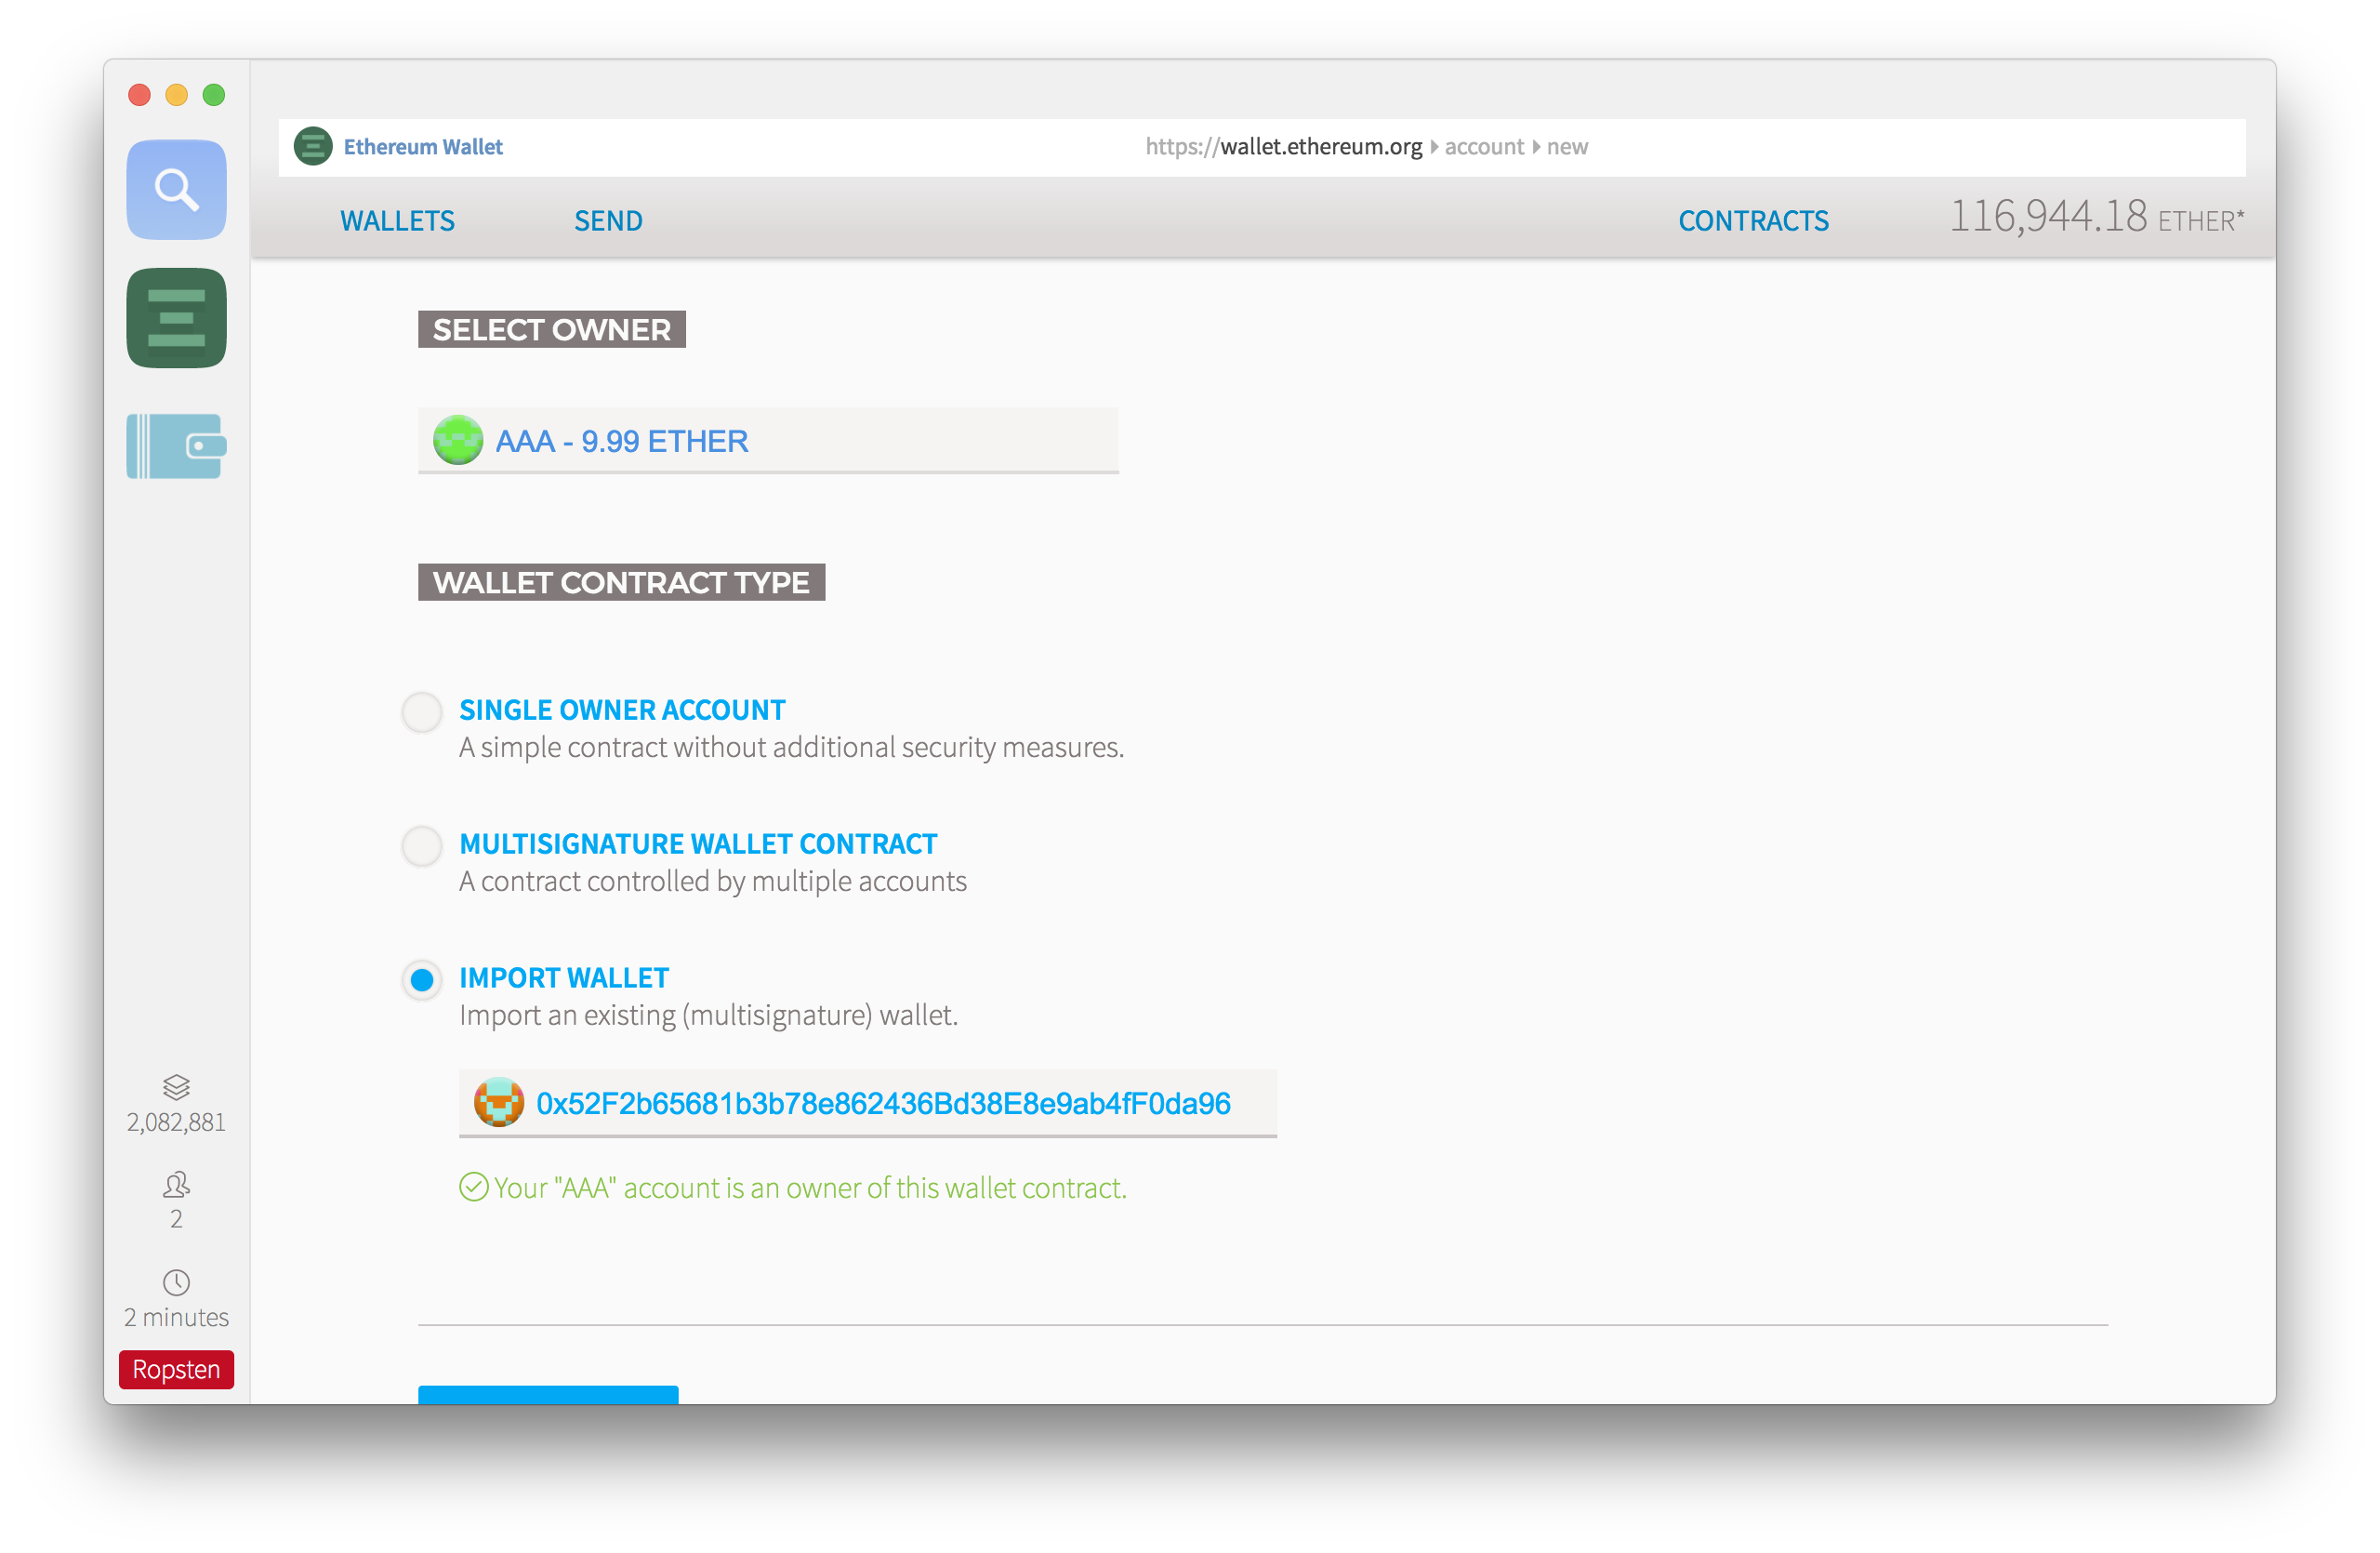 Ethereum Wallet
https://wallet.ethereum.org account new
WALLETS SEND CONTRACTS 116,944.18 ETHER*
SELECT OWNER
AAA - 9.99 ETHER
WALLET CONTRACT TYPE
SINGLE OWNER ACCOUNT
A simple contract without additional security measures.
MULTISIGNATURE WALLET CONTRACT
A contract controlled by multiple accounts
IMPORT WALLET
Import an existing (multisignature) wallet.
0x52F2b65681b3b78e862436Bd38E8e9ab4fF0da96
Your "AAA" account is an owner of this wallet contract.
2,082,881
2
2 minutes
Ropsten